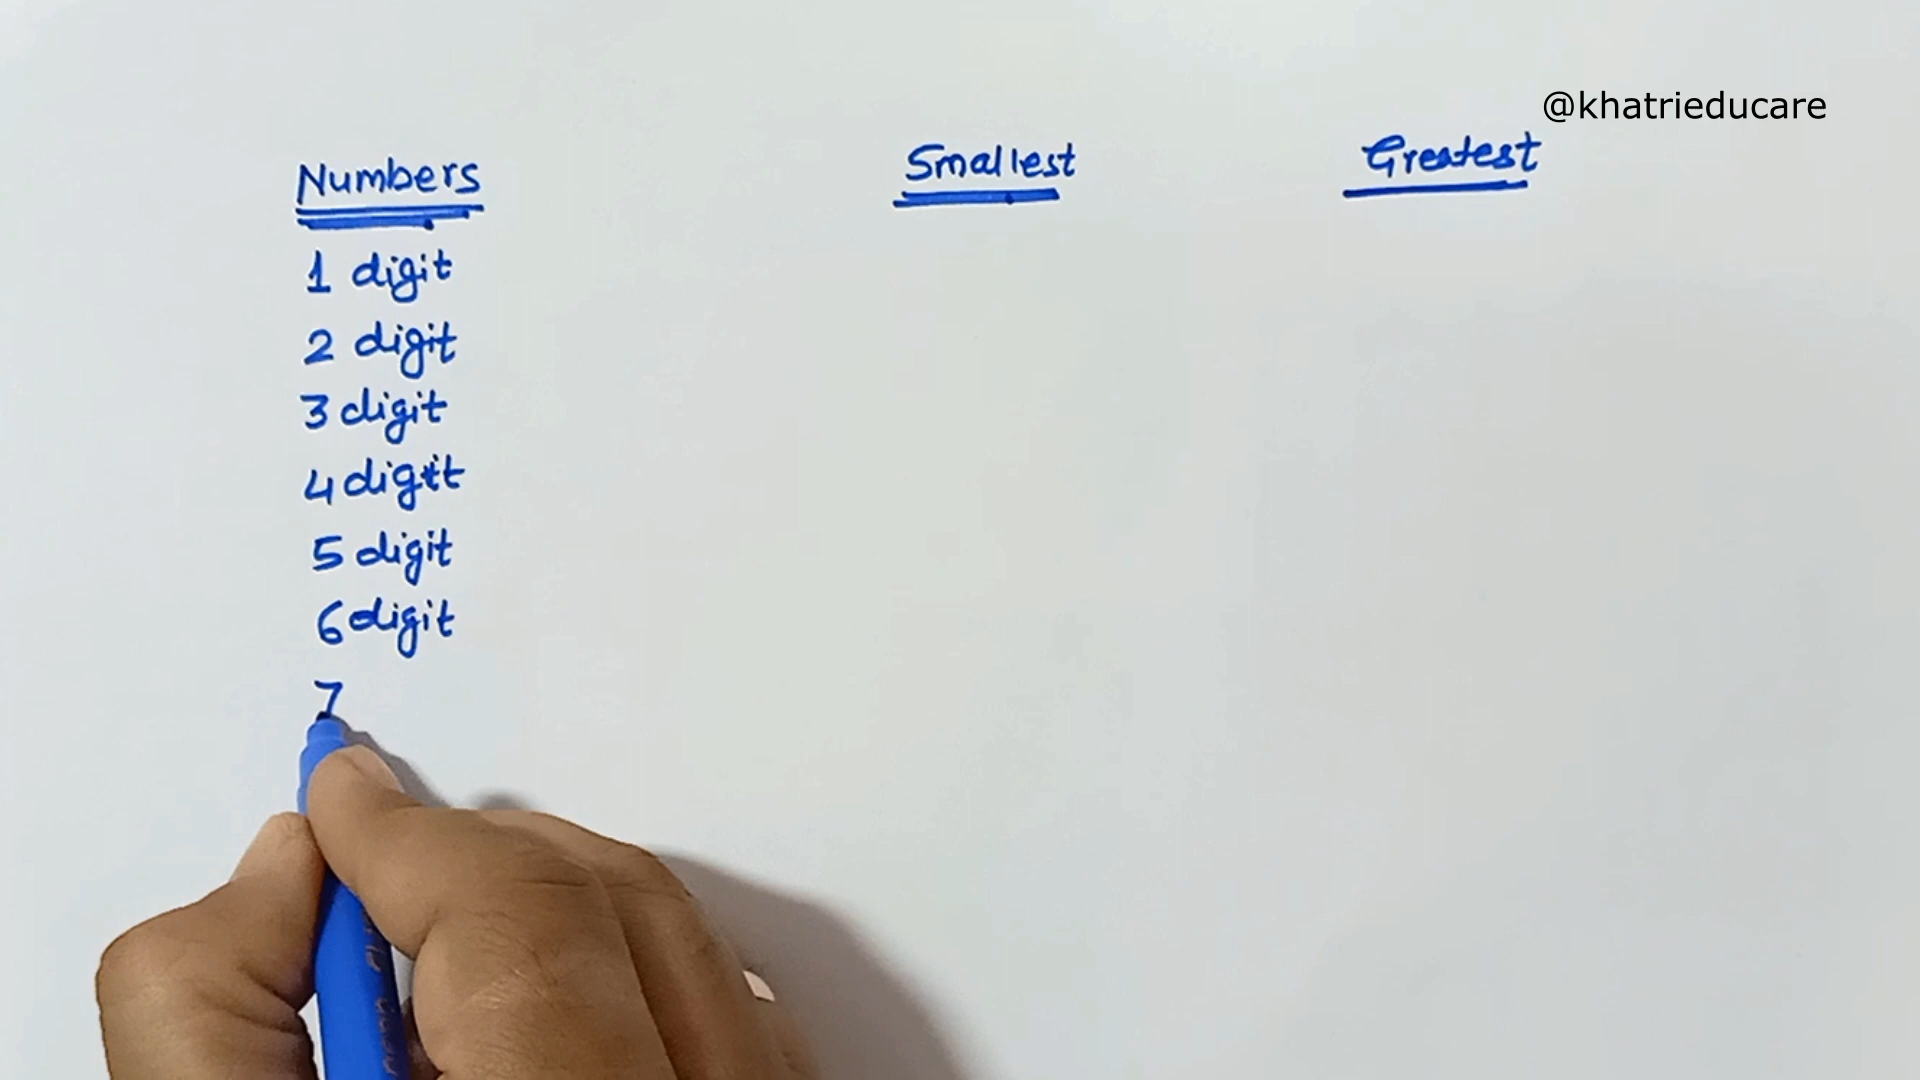 @khatrieducare
Numbers Smallest Greatest
1 digit
2 digit
3 digit
4 digit
5 digit
6 digit
7